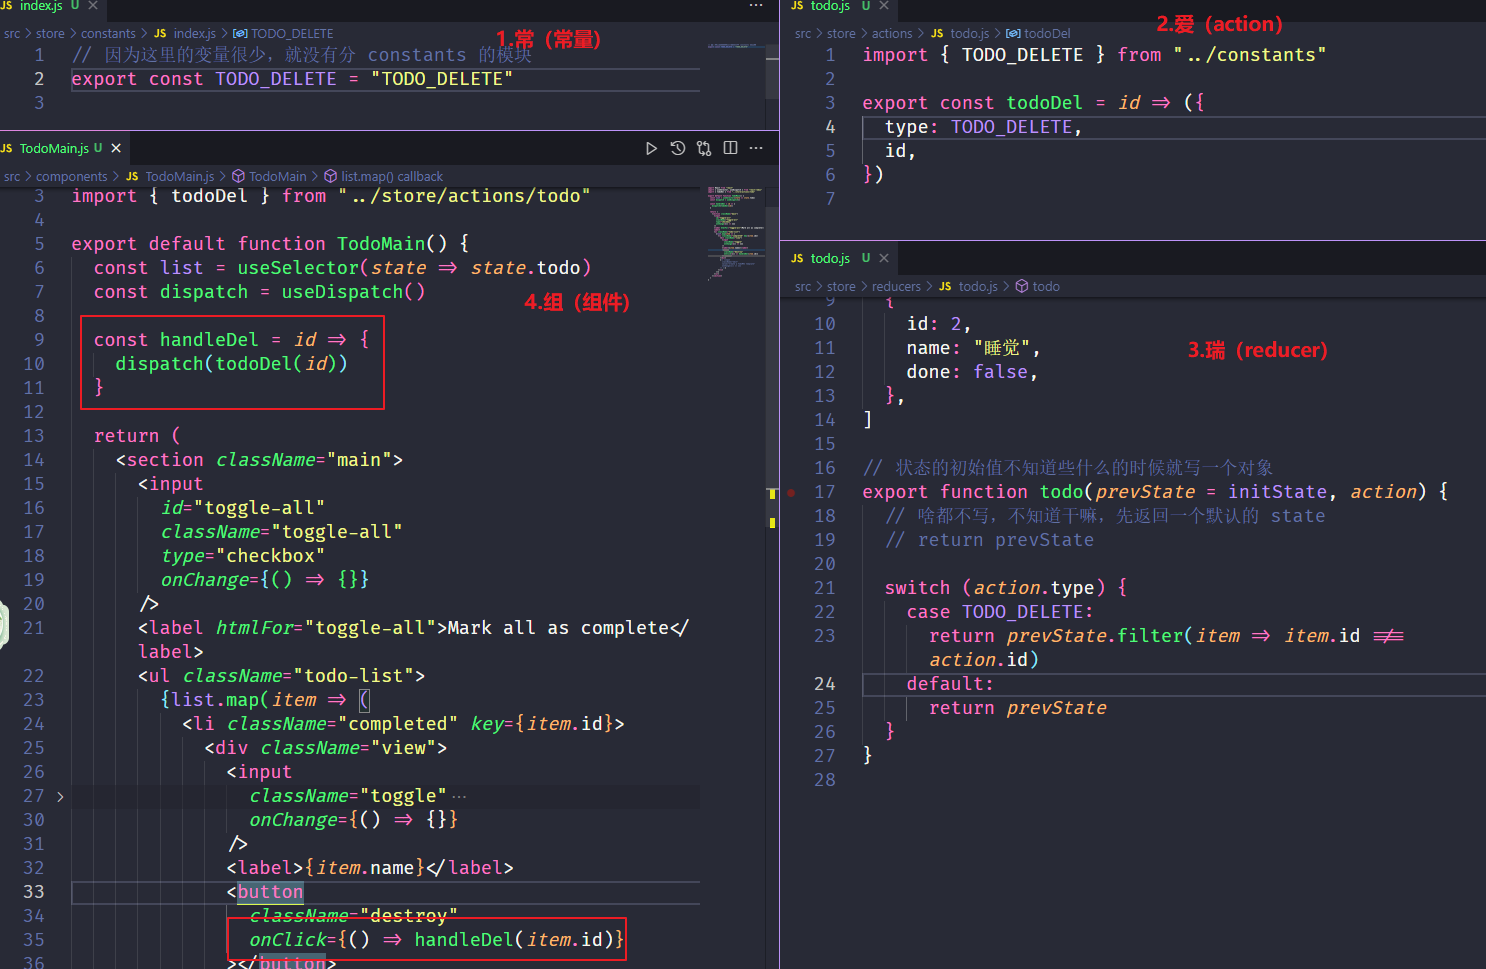 JS index.js U ×
src > store > constants > JS index.js > TODO_DELETE
1.常（常量）
1 // 因为这里的变量很少，就没有分 constants 的模块
2 export const TODO_DELETE = "TODO_DELETE"
3
JS TodoMain.js U ×
src > components > JS TodoMain.js > TodoMain > list.map() callback
3 import { todoDel } from "../store/actions/todo"
4
5 export default function TodoMain() {
6 const list = useSelector(state => state.todo)
7 const dispatch = useDispatch()
4.组（组件）
8
9 const handleDel = id => {
10 dispatch(todoDel(id))
11 }
12
13 return (
14 <section className="main">
15 <input
16 id="toggle-all"
17 className="toggle-all"
18 type="checkbox"
19 onChange={() => {}}
20 />
21 <label htmlFor="toggle-all">Mark all as complete</
label>
22 <ul className="todo-list">
23 {list.map(item => (
24 <li className="completed" key={item.id}>
25 <div className="view">
26 <input
27 className="toggle" ...
30 onChange={() => {}}
31 />
32 <label>{item.name}</label>
33 <button
34 className="destroy"
35 onClick={() => handleDel(item.id)}
36 ></button>
JS todo.js U ×
2.爱（action）
src > store > actions > JS todo.js > todoDel
1 import { TODO_DELETE } from "../constants"
2
3 export const todoDel = id => ({
4 type: TODO_DELETE,
5 id,
6 })
7
JS todo.js U ×
src > store > reducers > JS todo.js > todo
9 {
10 id: 2,
11 name: "睡觉",
3.瑞（reducer）
12 done: false,
13 },
14 ]
15
16 // 状态的初始值不知道些什么的时候就写一个对象
17 export function todo(prevState = initState, action) {
18 // 啥都不写，不知道干嘛，先返回一个默认的 state
19 // return prevState
20
21 switch (action.type) {
22 case TODO_DELETE:
23 return prevState.filter(item => item.id !==
action.id)
24 default:
25 return prevState
26 }
27 }
28